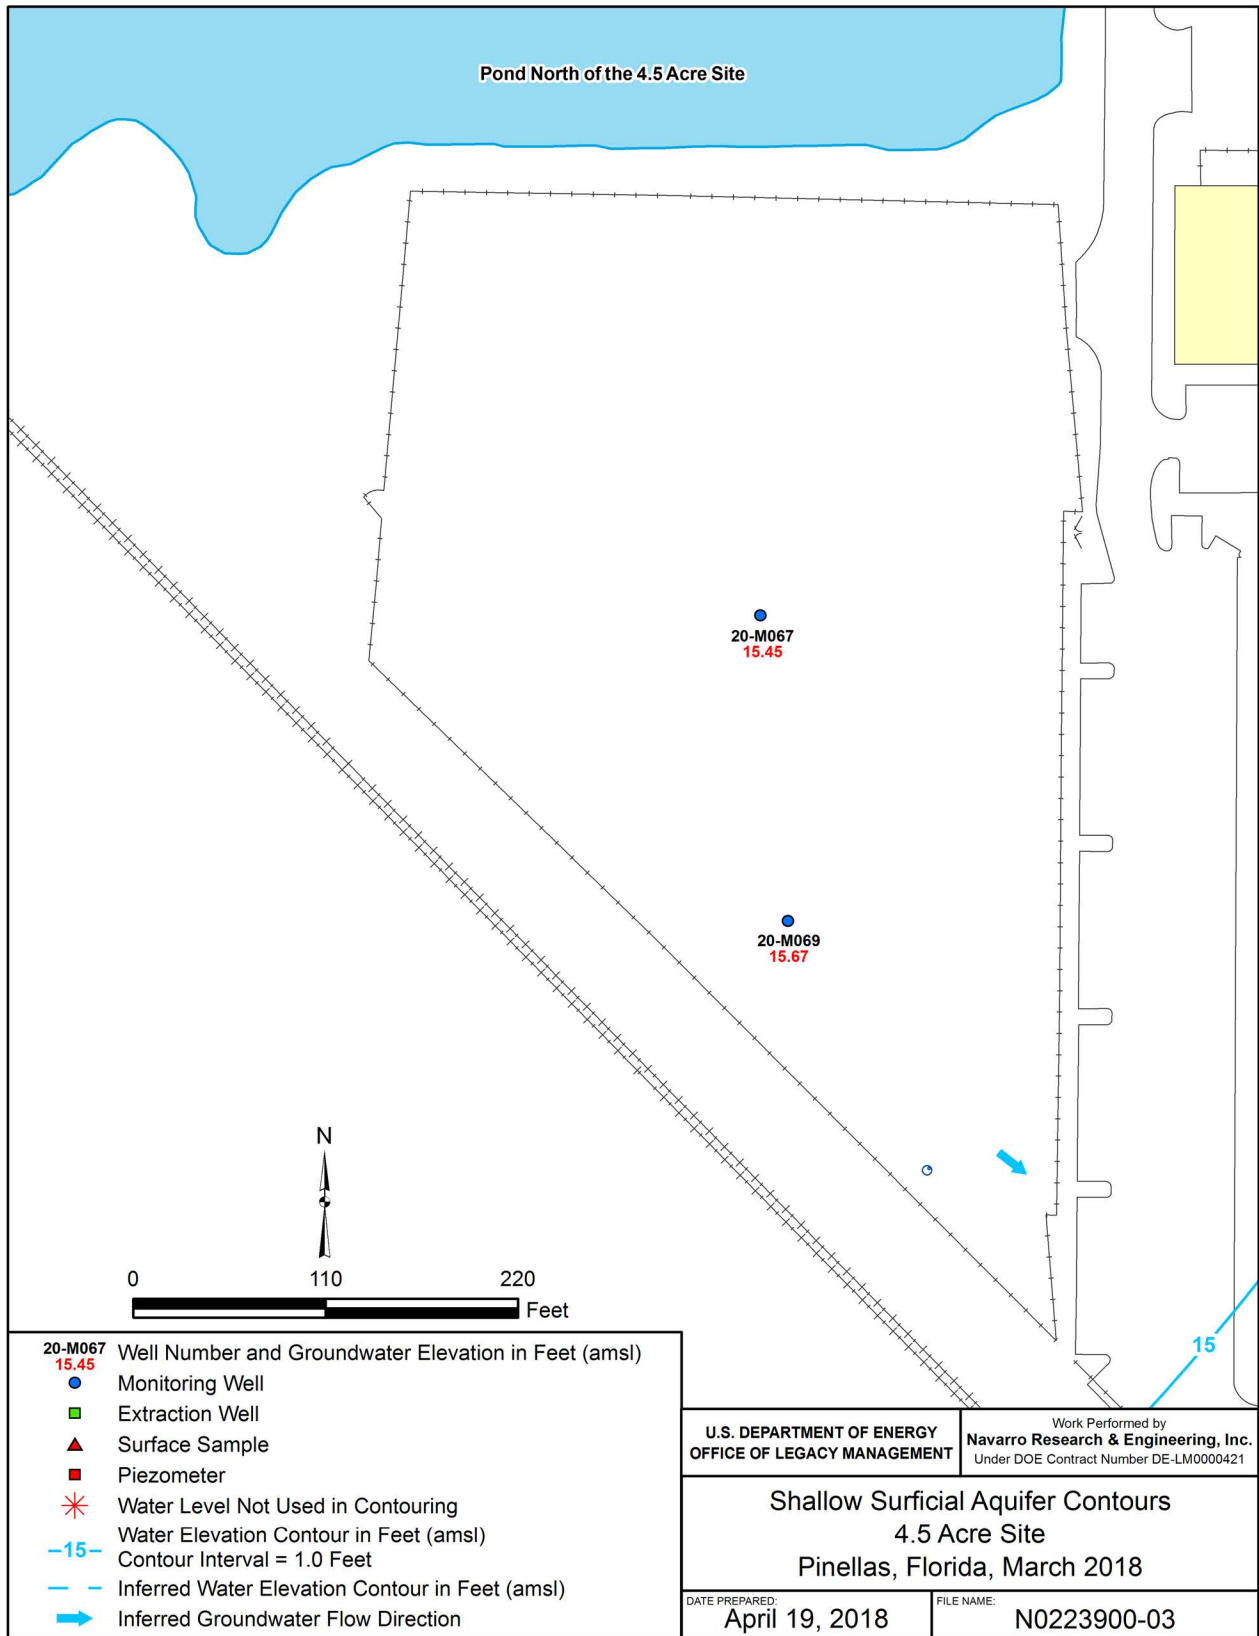 Pond North of the 4.5 Acre Site
20-M067
15.45
20-M069
15.67
N
0 110 220
Feet
15
20-M067
15.45
Well Number and Groundwater Elevation in Feet (amsl)
Monitoring Well
Extraction Well
Surface Sample
Piezometer
Water Level Not Used in Contouring
15
Water Elevation Contour in Feet (amsl)
Contour Interval = 1.0 Feet
Inferred Water Elevation Contour in Feet (amsl)
Inferred Groundwater Flow Direction
U.S. DEPARTMENT OF ENERGY
OFFICE OF LEGACY MANAGEMENT
Work Performed by
Navarro Research & Engineering, Inc.
Under DOE Contract Number DE-LM0000421
Shallow Surficial Aquifer Contours
4.5 Acre Site
Pinellas, Florida, March 2018
DATE PREPARED:
April 19, 2018
FILE NAME:
N0223900-03